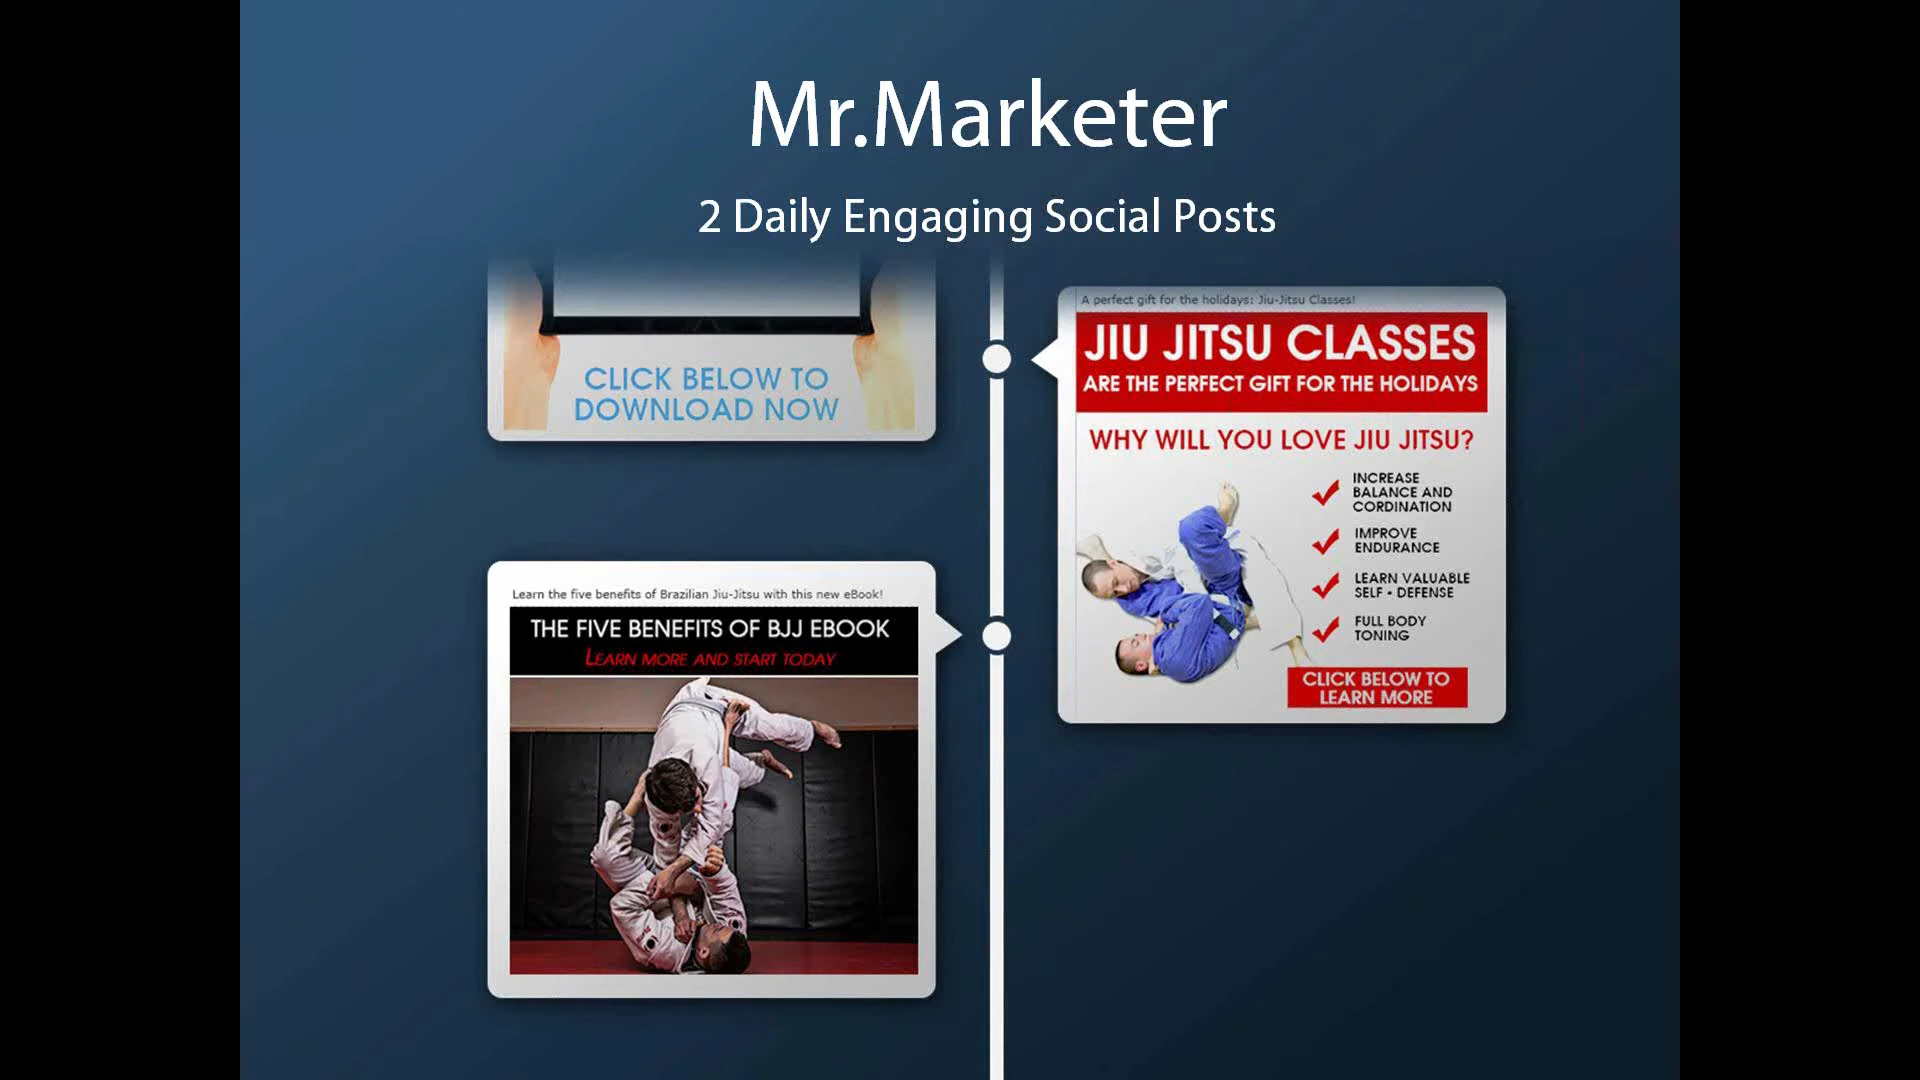 Mr.Marketer
2 Daily Engaging Social Posts
CLICK BELOW TO
DOWNLOAD NOW
A perfect gift for the holidays: Jiu-Jitsu Classes!
JIU JITSU CLASSES
ARE THE PERFECT GIFT FOR THE HOLIDAYS
WHY WILL YOU LOVE JIU JITSU?
INCREASE
BALANCE AND
CORDINATION
IMPROVE
ENDURANCE
LEARN VALUABLE
SELF - DEFENSE
FULL BODY
TONING
CLICK BELOW TO
LEARN MORE
Learn the five benefits of Brazilian Jiu-Jitsu with this new eBook!
THE FIVE BENEFITS OF BJJ EBOOK
LEARN MORE AND START TODAY